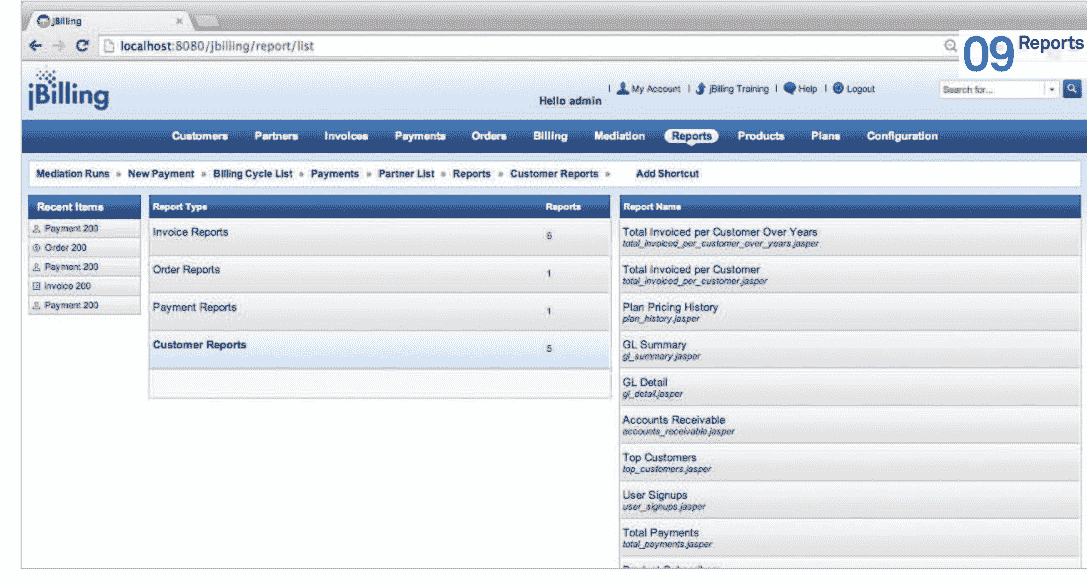 jBilling
localhost:8080/jbilling/report/list
09 Reports
jBilling
Hello admin
My Account | jBilling Training | Help | Logout
Search for...
Customers Partners Invoices Payments Orders Billing Mediation Reports Products Plans Configuration
Mediation Runs » New Payment » Billing Cycle List » Payments » Partner List » Reports » Customer Reports » Add Shortcut
Recent Items
Payment 200
Order 200
Payment 200
Invoice 200
Payment 200
Report Type Reports
Invoice Reports 6
Order Reports 1
Payment Reports 1
Customer Reports 5
Report Name
Total Invoiced per Customer Over Years
total_invoiced_per_customer_over_years.jasper
Total Invoiced per Customer
total_invoiced_per_customer.jasper
Plan Pricing History
plan_history.jasper
GL Summary
gl_summary.jasper
GL Detail
gl_detail.jasper
Accounts Receivable
accounts_receivable.jasper
Top Customers
top_customers.jasper
User Signups
user_signups.jasper
Total Payments
total_payments.jasper